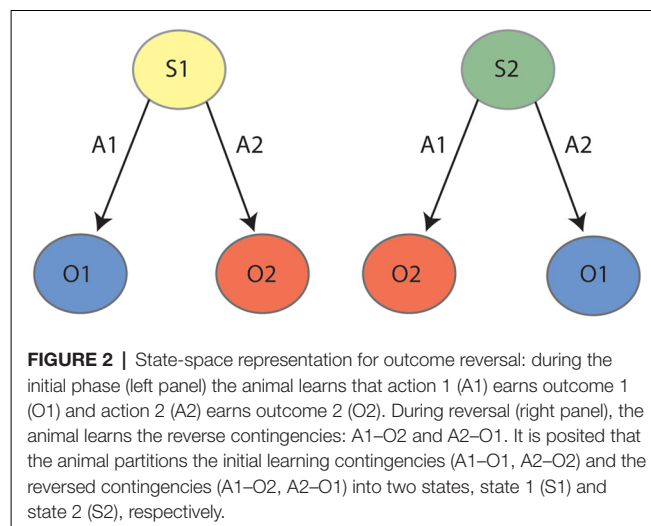 S1 S2
A1 A2 A1 A2
O1 O2 O2 O1
FIGURE 2 | State-space representation for outcome reversal: during the
initial phase (left panel) the animal learns that action 1 (A1) earns outcome 1
(O1) and action 2 (A2) earns outcome 2 (O2). During reversal (right panel), the
animal learns the reverse contingencies: A1–O2 and A2–O1. It is posited that
the animal partitions the initial learning contingencies (A1–O1, A2–O2) and the
reversed contingencies (A1–O2, A2–O1) into two states, state 1 (S1) and
state 2 (S2), respectively.